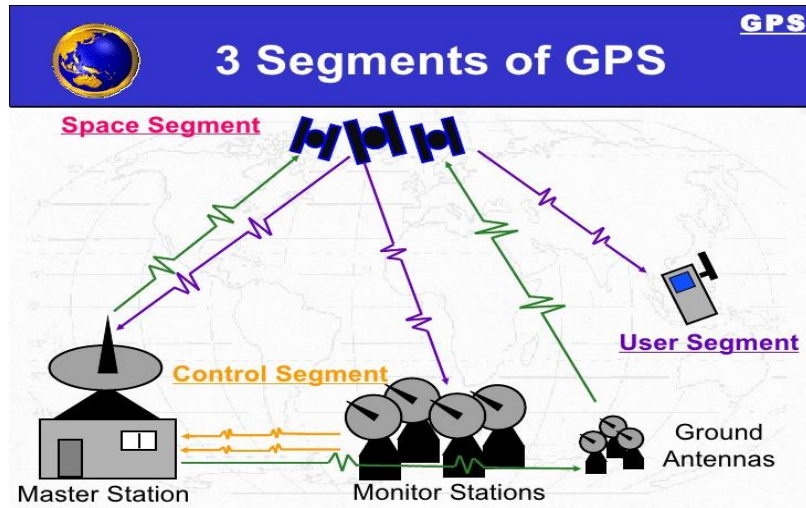 GPS
3 Segments of GPS
Space Segment
User Segment
Control Segment
Ground
Antennas
Master Station
Monitor Stations